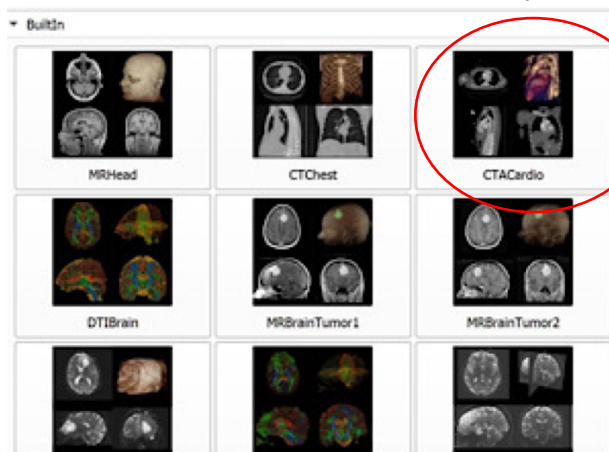 BuiltIn
MRHead
CTChest
CTACardio
DTIBrain
MRBrainTumor1
MRBrainTumor2